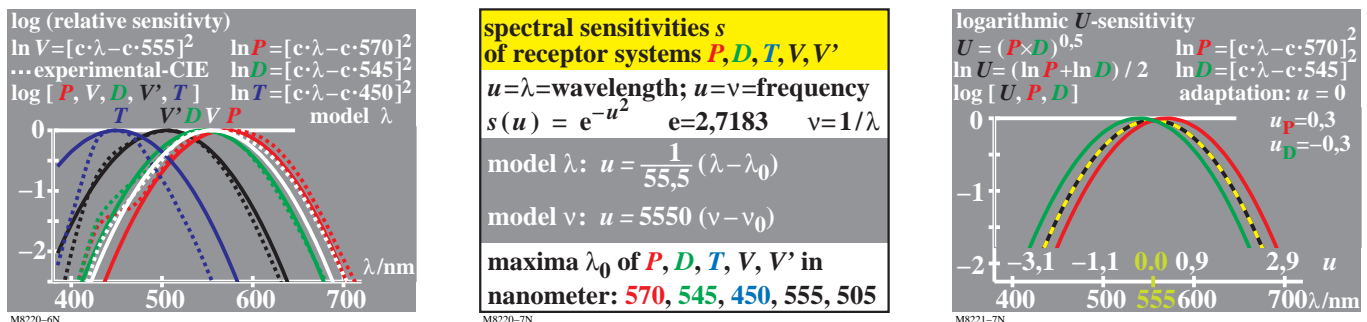 log (relative sensitivty)
ln V=[c·λ–c·555]² ln P=[c·λ–c·570]²
experimental-CIE ln D=[c·λ–c·545]²
log [ P, V, D, V', T ] ln T=[c·λ–c·450]²
T V' D V P model λ
0
–1
–2
λ/nm
400 500 600 700
M8220–6N
spectral sensitivities s
of receptor systems P, D, T, V, V'
u=λ=wavelength; u=ν=frequency
s(u) = e^–u² e=2,7183 ν=1/λ
model λ: u = 1/55,5 (λ–λ₀)
model ν: u = 5550 (ν–ν₀)
maxima λ₀ of P, D, T, V, V' in
nanometer: 570, 545, 450, 555, 505
M8220–7N
logarithmic U-sensitivity
U = (P×D)^0,5 ln P=[c·λ–c·570]²
ln U=(ln P+ln D) / 2 ln D=[c·λ–c·545]²
log [ U, P, D] adaptation: u = 0
0 u_P=0,3
u_D=–0,3
–1
–2 –3,1 –1,1 0.0 0,9 2,9 u
400 500 555 600 700 λ/nm
M8221–7N